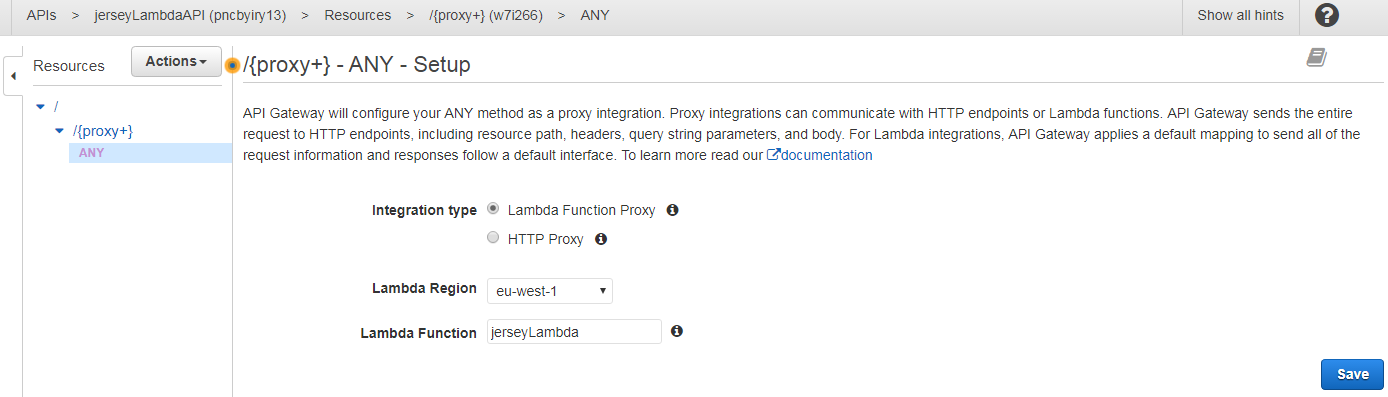 APIs > jerseyLambdaAPI (pncbyiry13) > Resources > /{proxy+} (w7i266) > ANY Show all hints ?
Resources Actions
/{proxy+} - ANY - Setup
/
/{proxy+}
ANY
API Gateway will configure your ANY method as a proxy integration. Proxy integrations can communicate with HTTP endpoints or Lambda functions. API Gateway sends the entire
request to HTTP endpoints, including resource path, headers, query string parameters, and body. For Lambda integrations, API Gateway applies a default mapping to send all of the
request information and responses follow a default interface. To learn more read our documentation
Integration type Lambda Function Proxy
HTTP Proxy
Lambda Region eu-west-1
Lambda Function jerseyLambda
Save